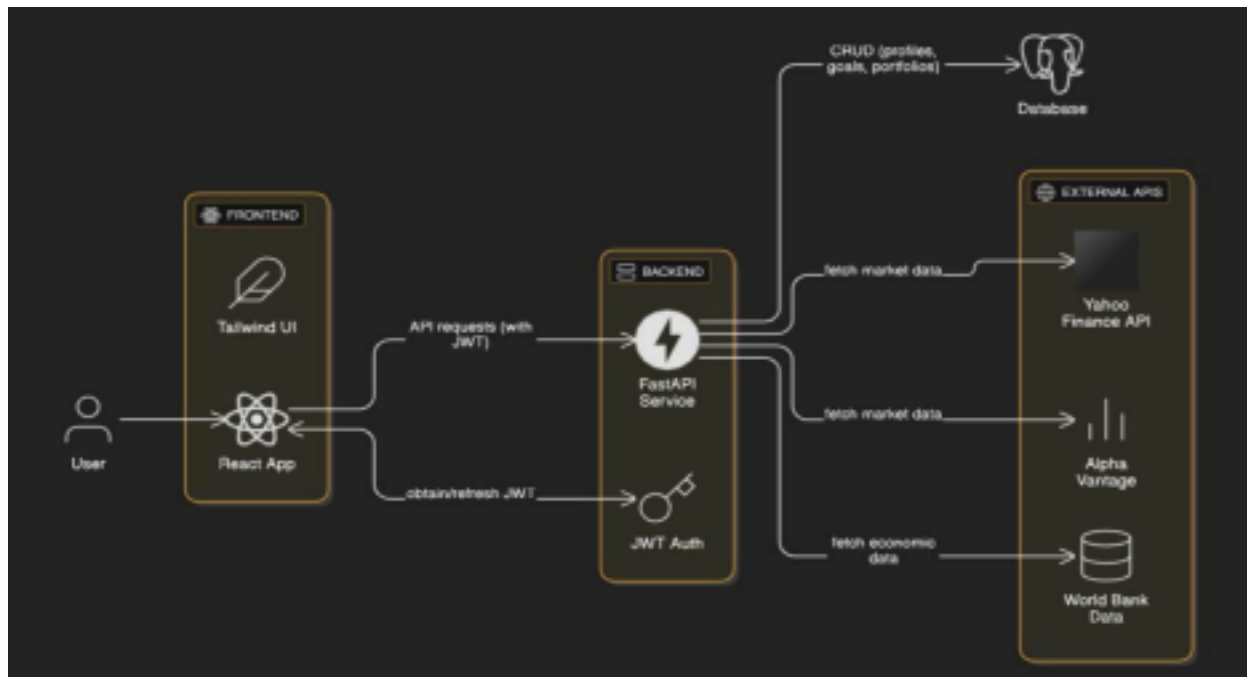 CRUD (profiles,
goals, portfolios)
Database
FRONTEND
Tailwind UI
User
React App
API requests (with
JWT)
obtain/refresh JWT
BACKEND
FastAPI
Service
JWT Auth
fetch market data
fetch market data
fetch economic
data
EXTERNAL APIS
Yahoo
Finance API
Alpha
Vantage
World Bank
Data